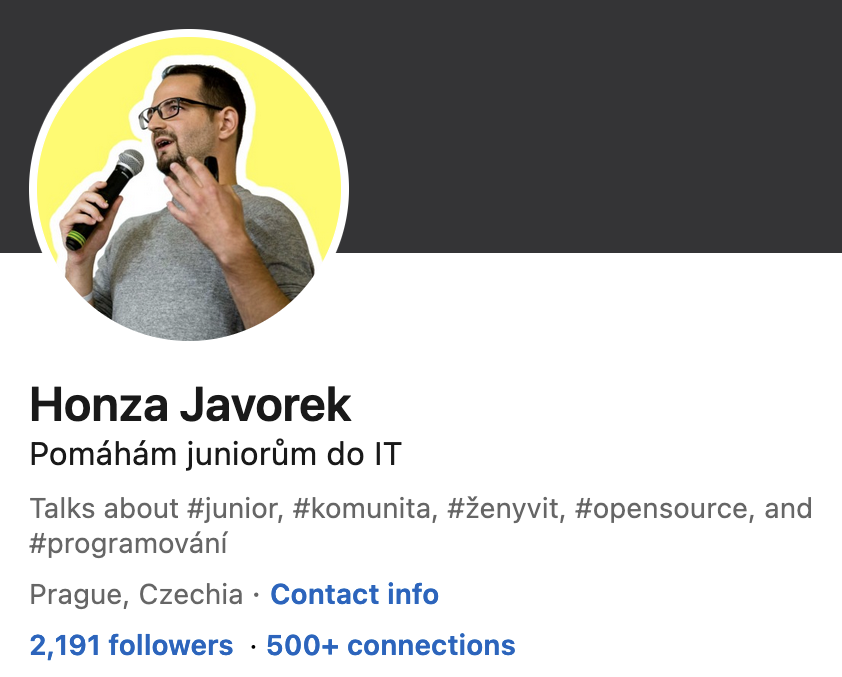 Honza Javorek
Pomáhám juniorům do IT
Talks about #junior, #komunita, #ženyvit, #opensource, and
#programování
Prague, Czechia · Contact info
2,191 followers · 500+ connections